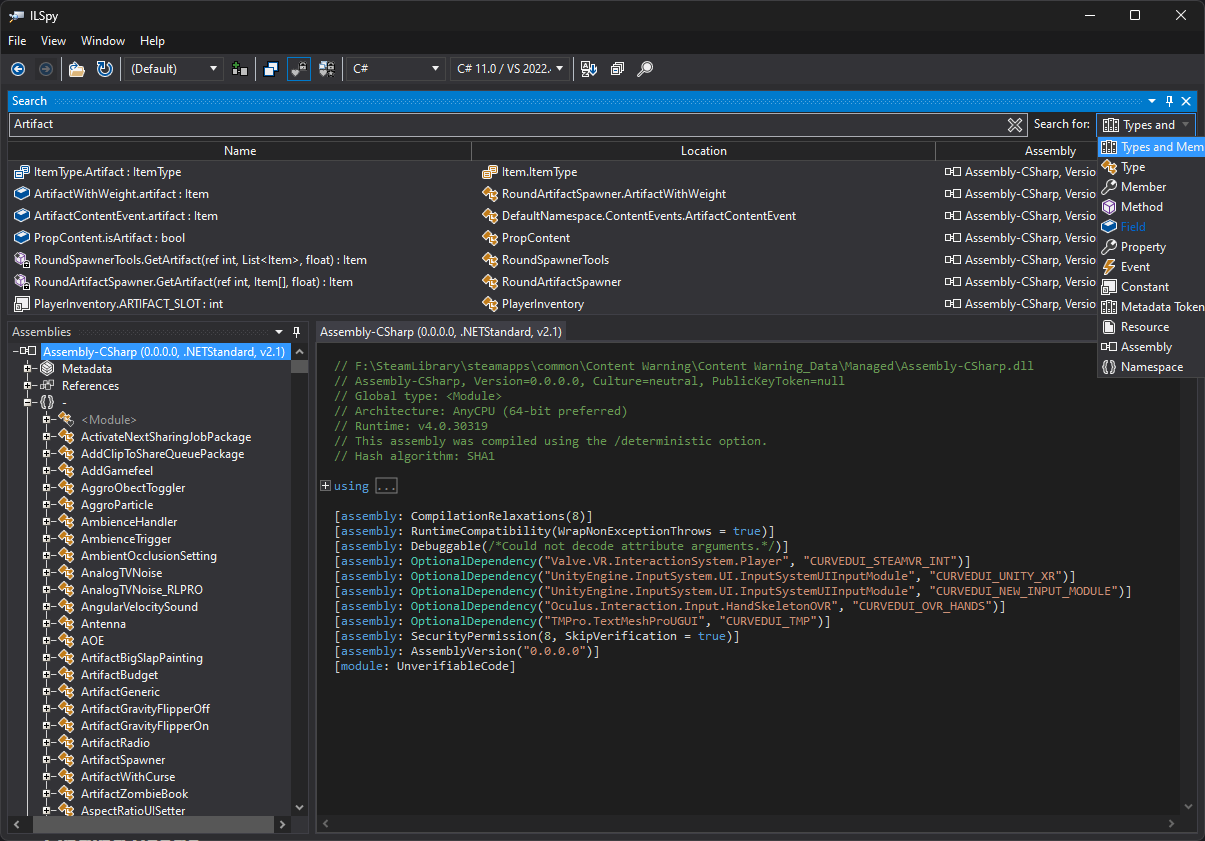 ILSpy
File View Window Help
(Default) C# C# 11.0 / VS 2022.
Search
Artifact Search for: Types and
Name Location Assembly
Types and Mem
ItemType.Artifact : ItemType Item.ItemType Assembly-CSharp, Versio
Type
ArtifactWithWeight.artifact : Item RoundArtifactSpawner.ArtifactWithWeight Assembly-CSharp, Versio
Member
ArtifactContentEvent.artifact : Item DefaultNamespace.ContentEvents.ArtifactContentEvent Assembly-CSharp, Versio
Method
Field
PropContent.isArtifact : bool PropContent Assembly-CSharp, Versio
Property
RoundSpawnerTools.GetArtifact(ref int, List<Item>, float) : Item RoundSpawnerTools Assembly-CSharp, Versio
Event
RoundArtifactSpawner.GetArtifact(ref int, Item[], float) : Item RoundArtifactSpawner Assembly-CSharp, Versio
Constant
PlayerInventory.ARTIFACT_SLOT : int PlayerInventory Assembly-CSharp, Versio
Metadata Token
Resource
Assembly
Namespace
Assemblies
Assembly-CSharp (0.0.0.0, .NETStandard, v2.1)
Metadata
References
{} -
<Module>
ActivateNextSharingJobPackage
AddClipToShareQueuePackage
AddGamefeel
AggroObectToggler
AggroParticle
AmbienceHandler
AmbienceTrigger
AmbientOcclusionSetting
AnalogTVNoise
AnalogTVNoise_RLPRO
AngularVelocitySound
Antenna
AOE
ArtifactBigSlapPainting
ArtifactBudget
ArtifactGeneric
ArtifactGravityFlipperOff
ArtifactGravityFlipperOn
ArtifactRadio
ArtifactSpawner
ArtifactWithCurse
ArtifactZombieBook
AspectRatioUISetter
Assembly-CSharp (0.0.0.0, .NETStandard, v2.1)
// F:\SteamLibrary\steamapps\common\Content Warning\Content Warning_Data\Managed\Assembly-CSharp.dll
// Assembly-CSharp, Version=0.0.0.0, Culture=neutral, PublicKeyToken=null
// Global type: <Module>
// Architecture: AnyCPU (64-bit preferred)
// Runtime: v4.0.30319
// This assembly was compiled using the /deterministic option.
// Hash algorithm: SHA1
using ...
[assembly: CompilationRelaxations(8)]
[assembly: RuntimeCompatibility(WrapNonExceptionThrows = true)]
[assembly: Debuggable(/*Could not decode attribute arguments.*/)]
[assembly: OptionalDependency("Valve.VR.InteractionSystem.Player", "CURVEDUI_STEAMVR_INT")]
[assembly: OptionalDependency("UnityEngine.InputSystem.UI.InputSystemUIInputModule", "CURVEDUI_UNITY_XR")]
[assembly: OptionalDependency("UnityEngine.InputSystem.UI.InputSystemUIInputModule", "CURVEDUI_NEW_INPUT_MODULE")]
[assembly: OptionalDependency("Oculus.Interaction.Input.HandSkeletonOVR", "CURVEDUI_OVR_HANDS")]
[assembly: OptionalDependency("TMPro.TextMeshProUGUI", "CURVEDUI_TMP")]
[assembly: SecurityPermission(8, SkipVerification = true)]
[assembly: AssemblyVersion("0.0.0.0")]
[module: UnverifiableCode]